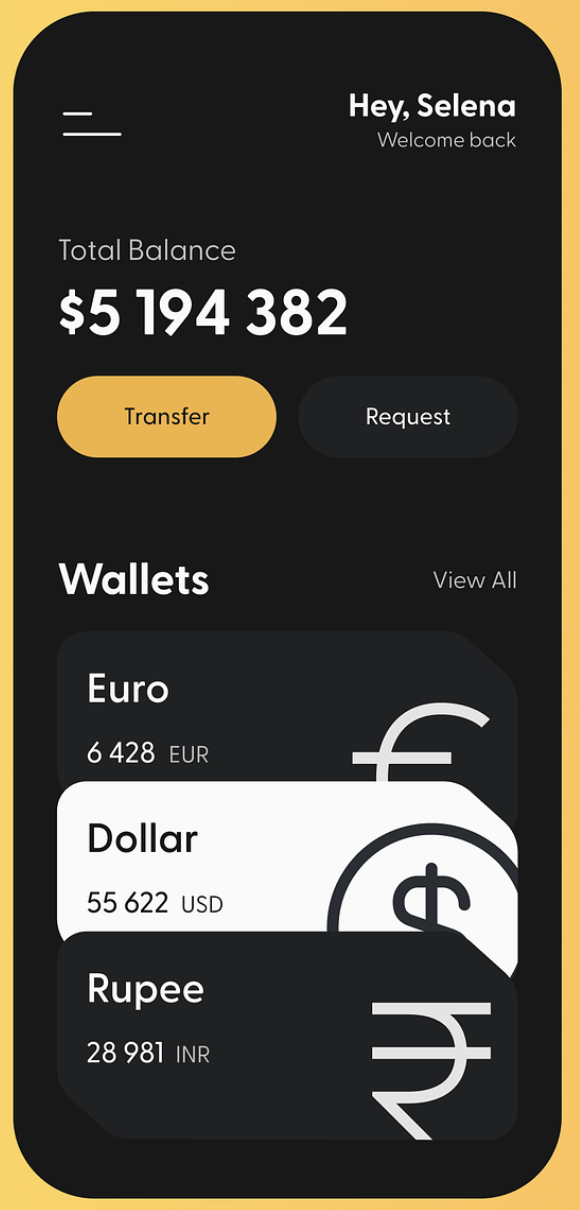 Hey, Selena
Welcome back
Total Balance
$5 194 382
Transfer
Request
Wallets
View All
Euro
6 428 EUR
€
Dollar
55 622 USD
$
Rupee
28 981 INR
₹